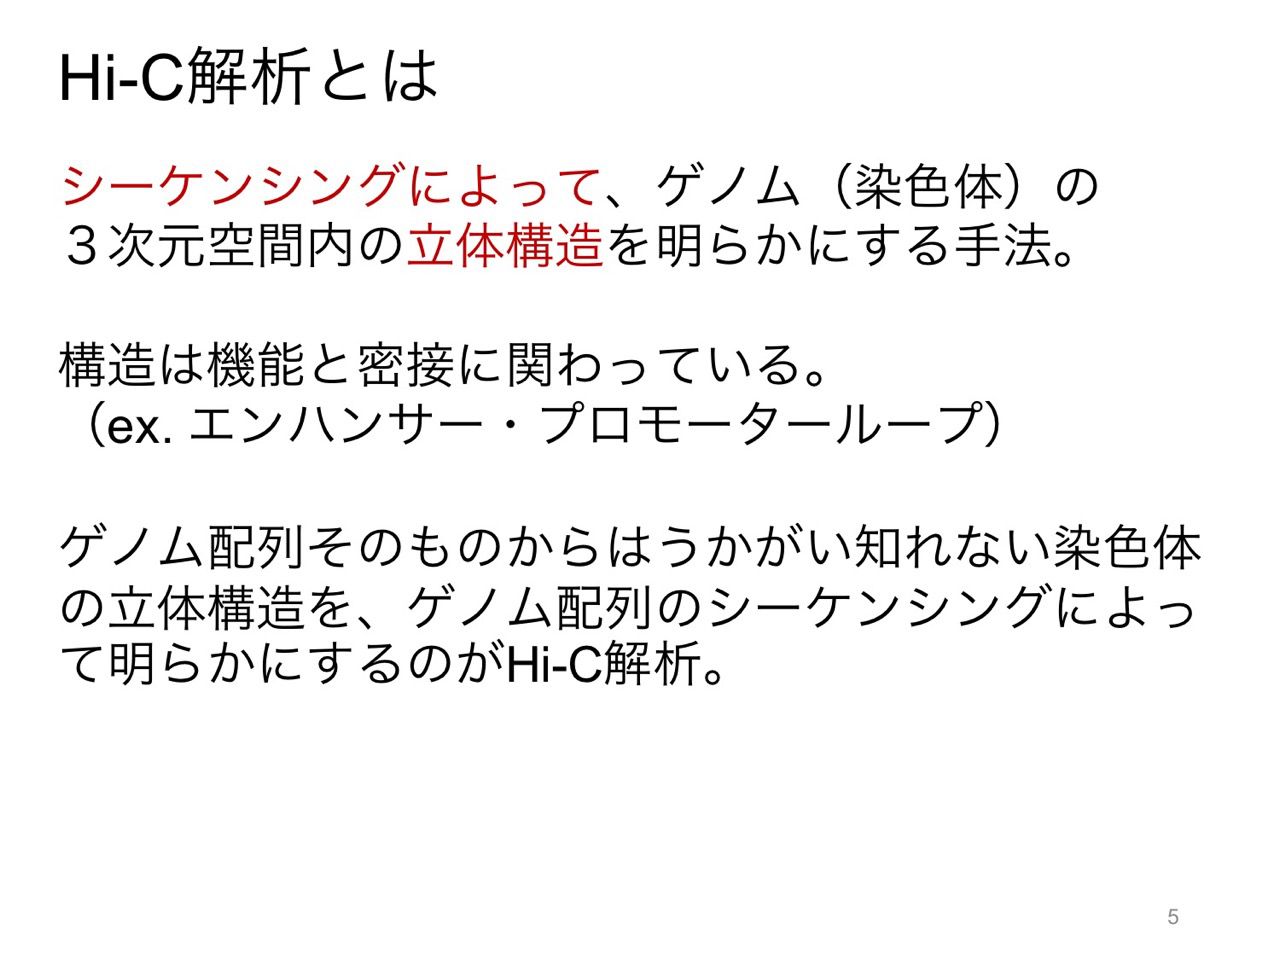 Hi-C解析とは
シーケンシングによって、ゲノム（染色体）の
３次元空間内の立体構造を明らかにする手法。
構造は機能と密接に関わっている。
（ex. エンハンサー・プロモーターループ）
ゲノム配列そのものからはうかがい知れない染色体
の立体構造を、ゲノム配列のシーケンシングによっ
て明らかにするのがHi-C解析。
5